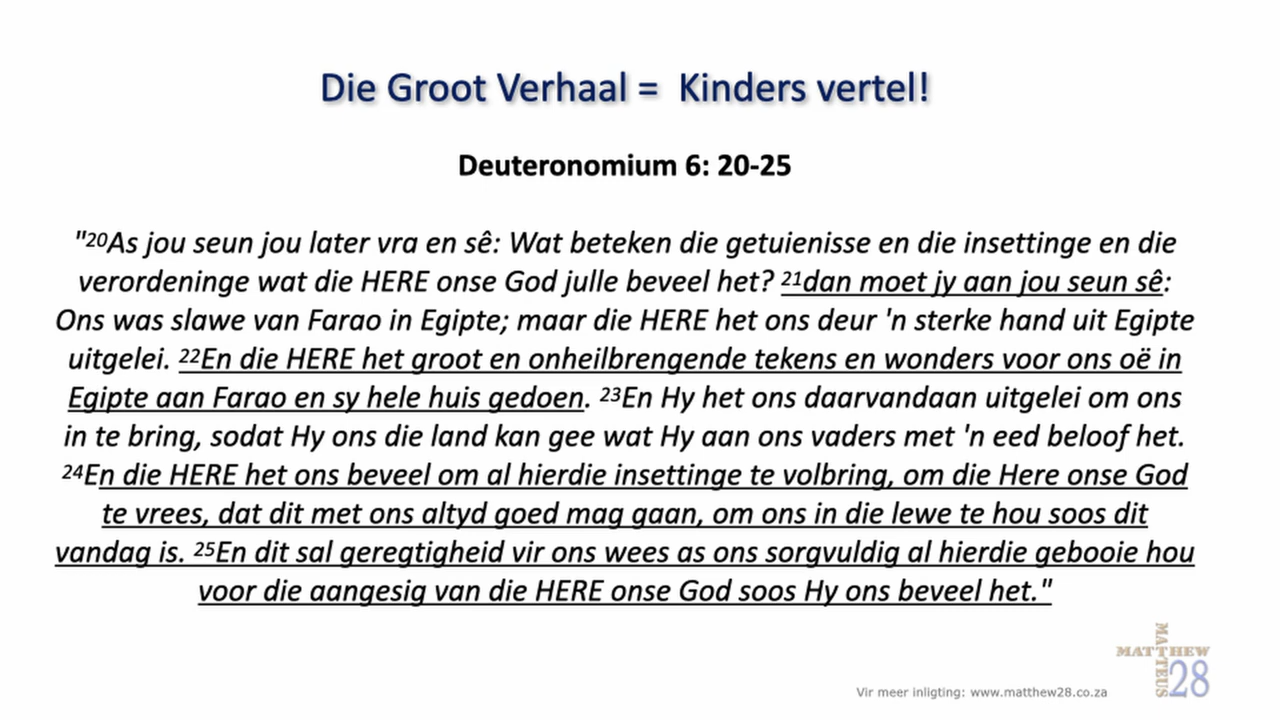 Die Groot Verhaal =  Kinders vertel!
Deuteronomium 6: 20-25
"20As jou seun jou later vra en sê: Wat beteken die getuienisse en die insettinge en die
verordeninge wat die HERE onse God julle beveel het? 21dan moet jy aan jou seun sê:
Ons was slawe van Farao in Egipte; maar die HERE het ons deur 'n sterke hand uit Egipte
uitgelei. 22En die HERE het groot en onheilbrengende tekens en wonders voor ons oë in
Egipte aan Farao en sy hele huis gedoen. 23En Hy het ons daarvandaan uitgelei om ons
in te bring, sodat Hy ons die land kan gee wat Hy aan ons vaders met 'n eed beloof het.
24En die HERE het ons beveel om al hierdie insettinge te volbring, om die Here onse God
te vrees, dat dit met ons altyd goed mag gaan, om ons in die lewe te hou soos dit
vandag is. 25En dit sal geregtigheid vir ons wees as ons sorgvuldig al hierdie gebooie hou
voor die aangesig van die HERE onse God soos Hy ons beveel het."
MATTHEW
MATTEUS
28
Vir meer inligting: www.matthew28.co.za